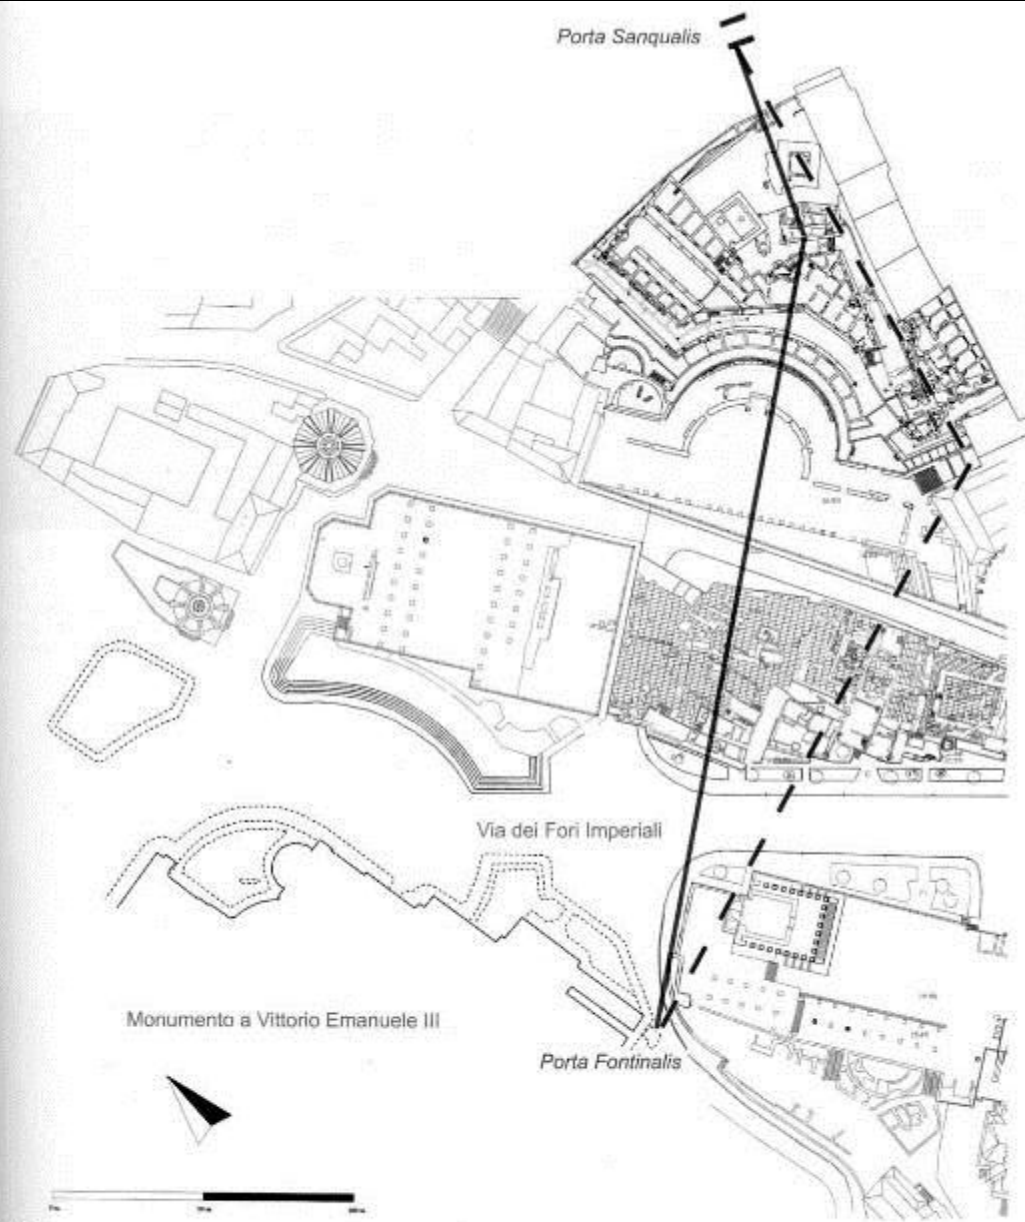 Porta Sanqualis
Via dei Fori Imperiali
Monumento a Vittorio Emanuele III
Porta Fontinalis